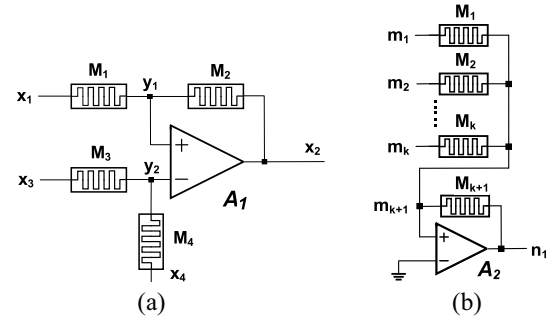 M1 y1 M2
x1
+
x2
M3 y2 −
x3
A1
M4
x4
(a)
M1
m1
M2
m2
Mk
mk
Mk+1
mk+1
+
−
n1
A2
(b)